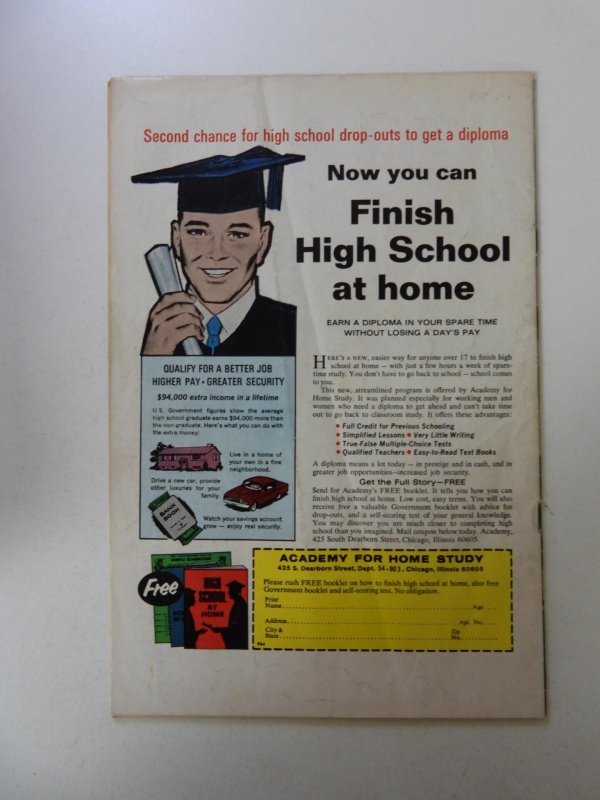 Second chance for high school drop-outs to get a diploma
Now you can
Finish
High School
at home
EARN A DIPLOMA IN YOUR SPARE TIME
WITHOUT LOSING A DAY'S PAY
HERE'S A NEW, easier way for anyone over 17 to finish high
school at home — with just a few hours a week of spare-
time study. You don't have to go back to school — school comes
to you.
This new, streamlined program is offered by Academy for
Home Study. It was planned especially for working men and
women who need a diploma to get ahead and can't take time
out to go back to classroom study. It offers these advantages:
• Full Credit for Previous Schooling
• Simplified Lessons • Very Little Writing
• True-False Multiple-Choice Tests
• Qualified Teachers • Easy-to-Read Text Books
A diploma means a lot today — in prestige and in cash, and in
greater job opportunities—increased job security.
Get the Full Story—FREE
Send for Academy's FREE booklet. It tells you how you can
finish high school at home. Low cost, easy terms. You will also
receive free a valuable Government booklet with advice for
drop-outs, and a self-scoring test of your general knowledge.
You may discover you are much closer to completing high
school than you imagined. Mail coupon below today. Academy,
425 South Dearborn Street, Chicago, Illinois 60605.
QUALIFY FOR A BETTER JOB
HIGHER PAY • GREATER SECURITY
$94,000 extra income in a lifetime
U.S. Government figures show the average
high school graduate earns $94,000 more than
the non-graduate. Here's what you can do with
the extra money:
Live in a home of
your own in a fine
neighborhood.
Drive a new car, provide
other luxuries for your
family.
BANK
BOOK
Watch your savings account
grow — enjoy real security.
Free
HIGH
SCHOOL
AT
HOME
ACADEMY FOR HOME STUDY
425 S. Dearborn Street, Dept. 54-903, Chicago, Illinois 60605
Please rush FREE booklet on how to finish high school at home, also free
Government booklet and self-scoring test. No obligation.
Print
Name Age
Address Apt. No.
City & Zip
State No.